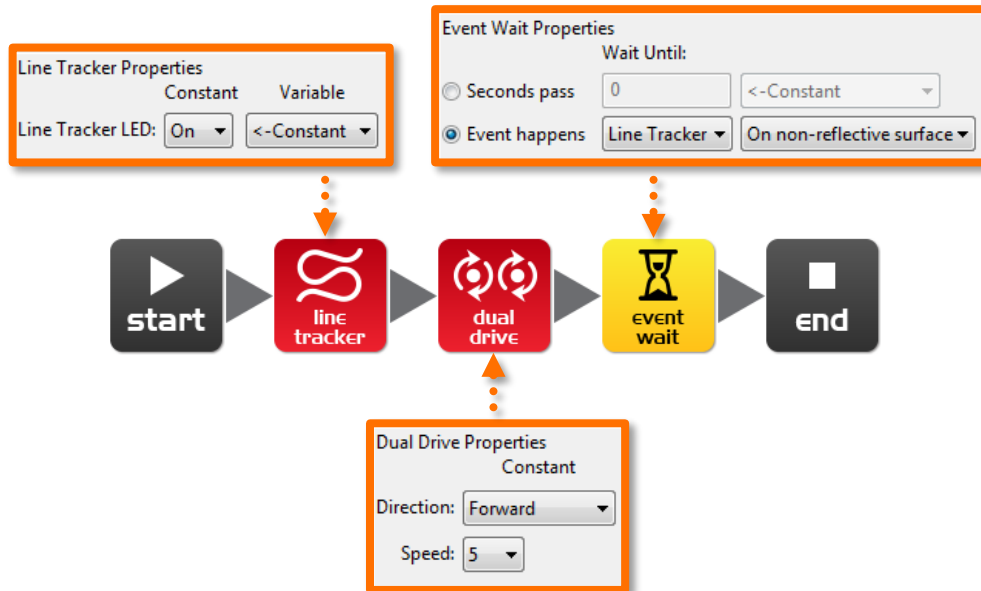 Line Tracker Properties
Constant Variable
Line Tracker LED: On <-Constant
Event Wait Properties
Wait Until:
Seconds pass 0 <-Constant
Event happens Line Tracker On non-reflective surface
start
line
tracker
dual
drive
event
wait
end
Dual Drive Properties
Constant
Direction: Forward
Speed: 5